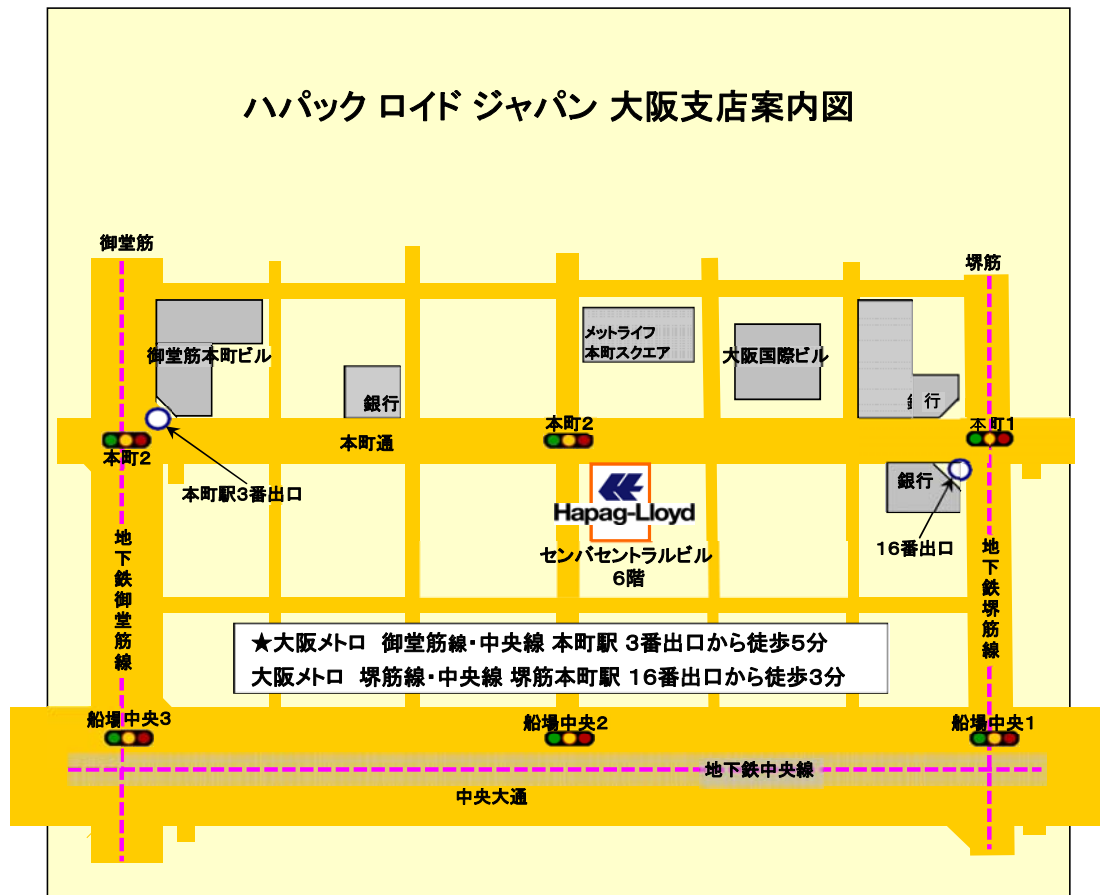 ハパック ロイド ジャパン 大阪支店案内図
御堂筋
堺筋
メットライフ
本町スクエア
御堂筋本町ビル
大阪国際ビル
銀行
銀行
本町2
本町1
本町通
本町2
銀行
本町駅3番出口
Hapag-Lloyd
16番出口
センバセントラルビル
6階
地下鉄御堂筋線
地下鉄堺筋線
★大阪メトロ 御堂筋線・中央線 本町駅 3番出口から徒歩5分
大阪メトロ 堺筋線・中央線 堺筋本町駅 16番出口から徒歩3分
船場中央3
船場中央2
船場中央1
地下鉄中央線
中央大通